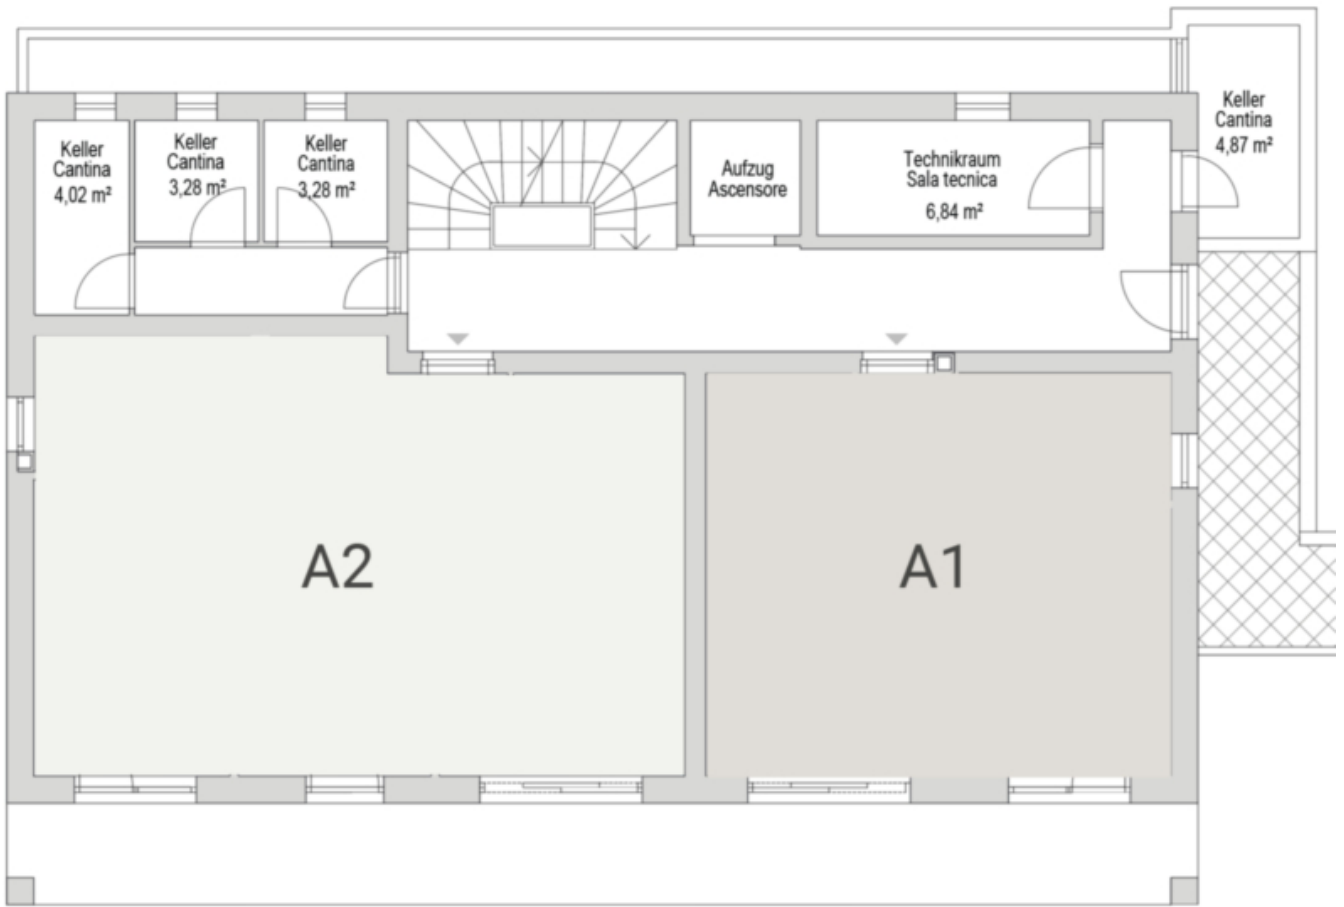 Keller
Cantina
4,02 m²
Keller
Cantina
3,28 m²
Keller
Cantina
3,28 m²
Aufzug
Ascensore
Technikraum
Sala tecnica
6,84 m²
Keller
Cantina
4,87 m²
A2
A1